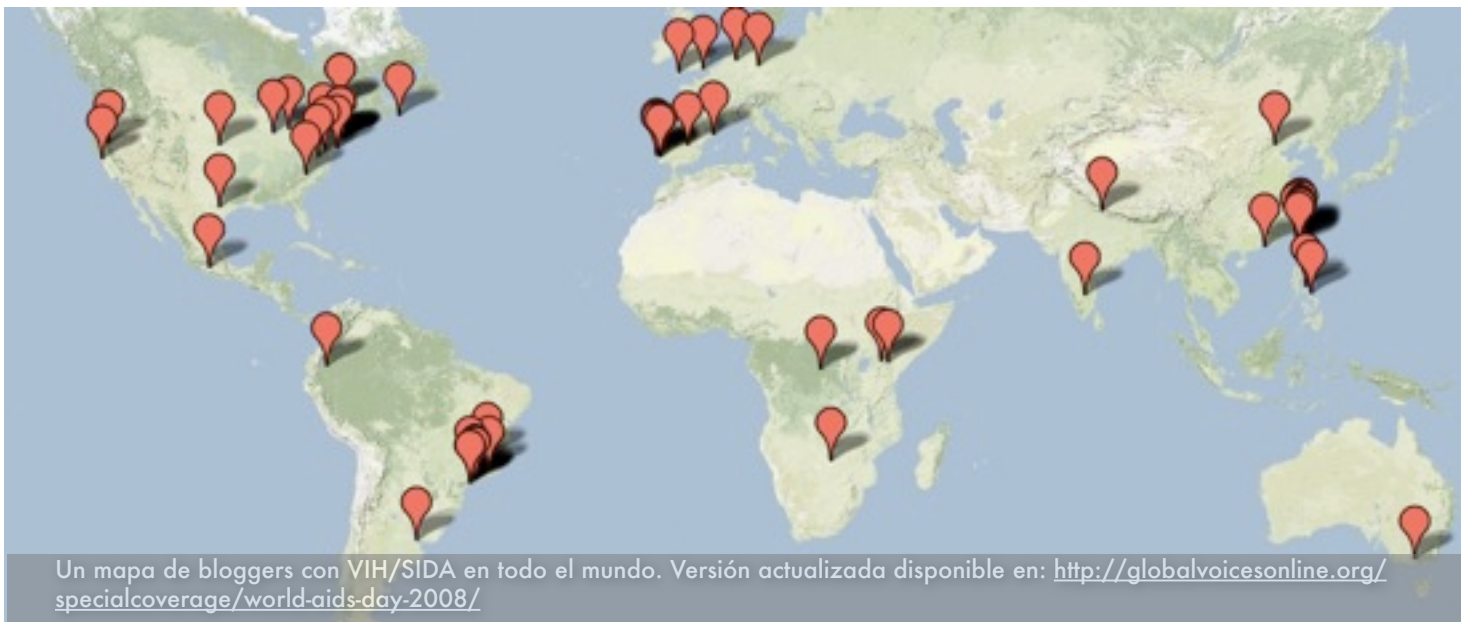 Un mapa de bloggers con VIH/SIDA en todo el mundo. Versión actualizada disponible en: http://globalvoicesonline.org/
specialcoverage/world-aids-day-2008/